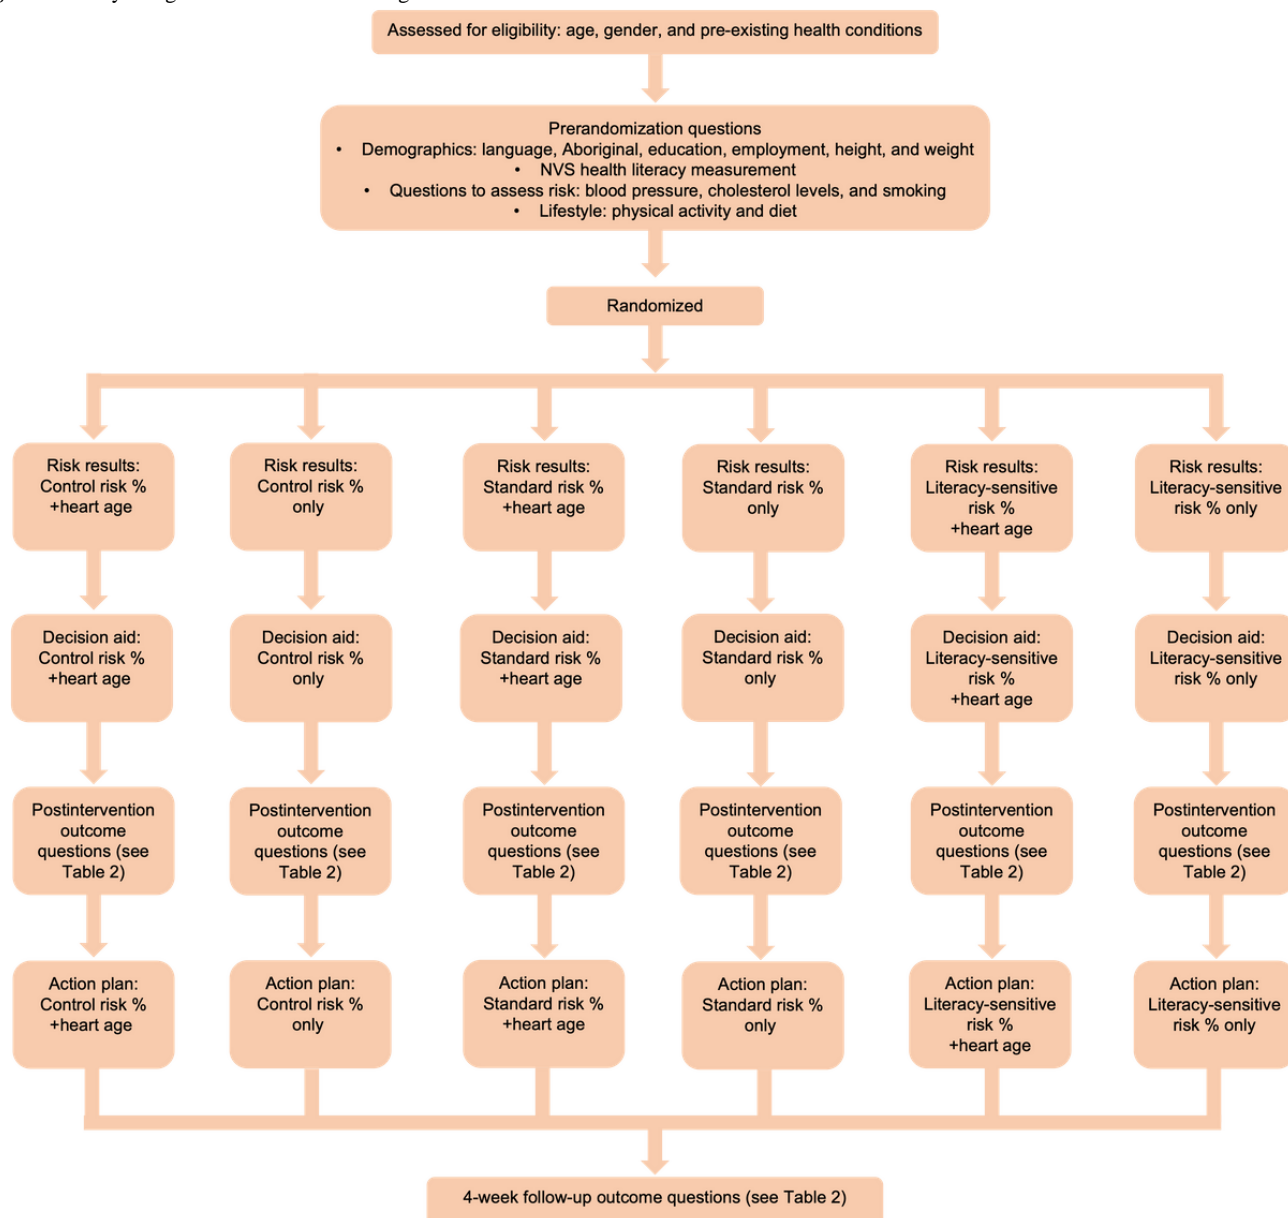 Assessed for eligibility: age, gender, and pre-existing health conditions
Prerandomization questions
• Demographics: language, Aboriginal, education, employment, height, and weight
• NVS health literacy measurement
• Questions to assess risk: blood pressure, cholesterol levels, and smoking
• Lifestyle: physical activity and diet
Randomized
Risk results:
Control risk %
+heart age
Risk results:
Control risk %
only
Risk results:
Standard risk %
+heart age
Risk results:
Standard risk %
only
Risk results:
Literacy-sensitive
risk %
+heart age
Risk results:
Literacy-sensitive
risk % only
Decision aid:
Control risk %
+heart age
Decision aid:
Control risk %
only
Decision aid:
Standard risk %
+heart age
Decision aid:
Standard risk %
only
Decision aid:
Literacy-sensitive
risk %
+heart age
Decision aid:
Literacy-sensitive
risk % only
Postintervention
outcome
questions (see
Table 2)
Postintervention
outcome
questions (see
Table 2)
Postintervention
outcome
questions (see
Table 2)
Postintervention
outcome
questions (see
Table 2)
Postintervention
outcome
questions (see
Table 2)
Postintervention
outcome
questions (see
Table 2)
Action plan:
Control risk %
+heart age
Action plan:
Control risk %
only
Action plan:
Standard risk %
+heart age
Action plan:
Standard risk %
only
Action plan:
Literacy-sensitive
risk %
+heart age
Action plan:
Literacy-sensitive
risk % only
4-week follow-up outcome questions (see Table 2)